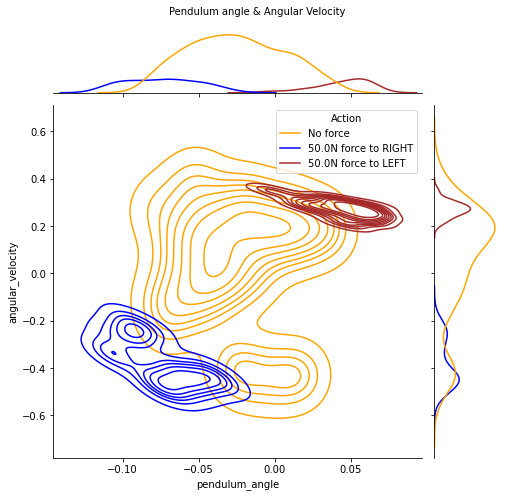 Pendulum angle & Angular Velocity
Action
No force
50.0N force to RIGHT
50.0N force to LEFT
0.6
0.4
0.2
0.0
−0.2
−0.4
−0.6
angular_velocity
−0.10
−0.05
0.00
0.05
pendulum_angle